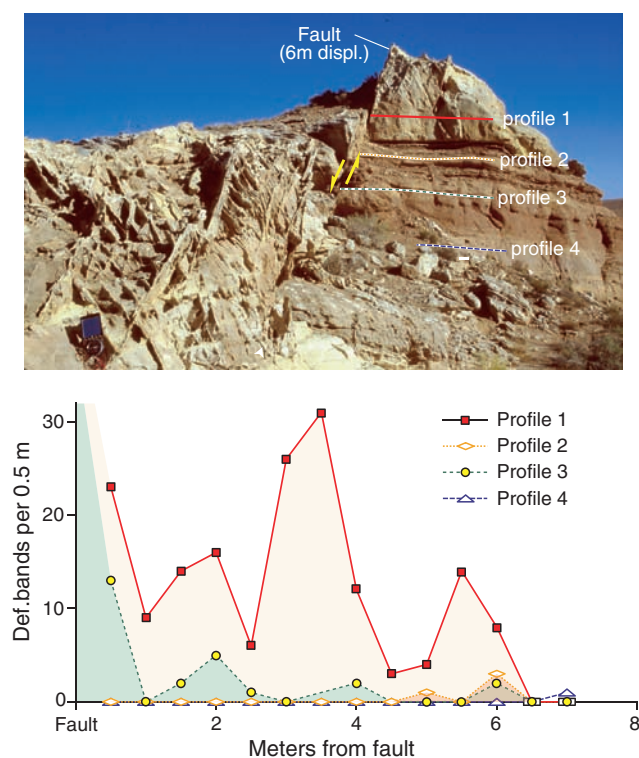 Fault
(6m displ.)
profile 1
profile 2
profile 3
profile 4
30
20
10
0
Def.bands per 0.5 m
Profile 1
Profile 2
Profile 3
Profile 4
Fault
2
4
6
8
Meters from fault